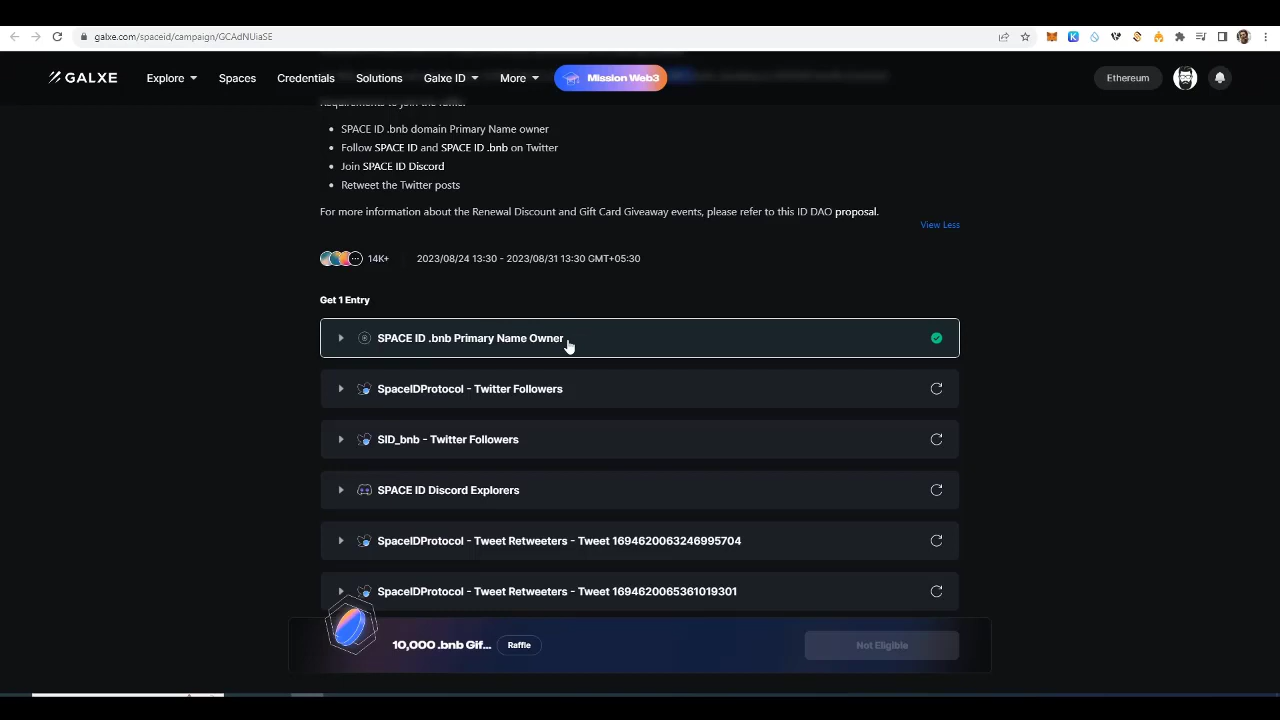 galxe.com/spaceid/campaign/GCAdNUiaSE
GALXE
Explore
Spaces
Credentials
Solutions
Galxe ID
More
Mission Web3
Ethereum
Requirements to join the raffle:
• SPACE ID .bnb domain Primary Name owner
• Follow SPACE ID and SPACE ID .bnb on Twitter
• Join SPACE ID Discord
• Retweet the Twitter posts
For more information about the Renewal Discount and Gift Card Giveaway events, please refer to this ID DAO proposal.
View Less
14K+ 2023/08/24 13:30 - 2023/08/31 13:30 GMT+05:30
Get 1 Entry
SPACE ID .bnb Primary Name Owner
SpaceIDProtocol - Twitter Followers
SID_bnb - Twitter Followers
SPACE ID Discord Explorers
SpaceIDProtocol - Tweet Retweeters - Tweet 1694620063246995704
SpaceIDProtocol - Tweet Retweeters - Tweet 1694620065361019301
10,000 .bnb Gif... Raffle Not Eligible